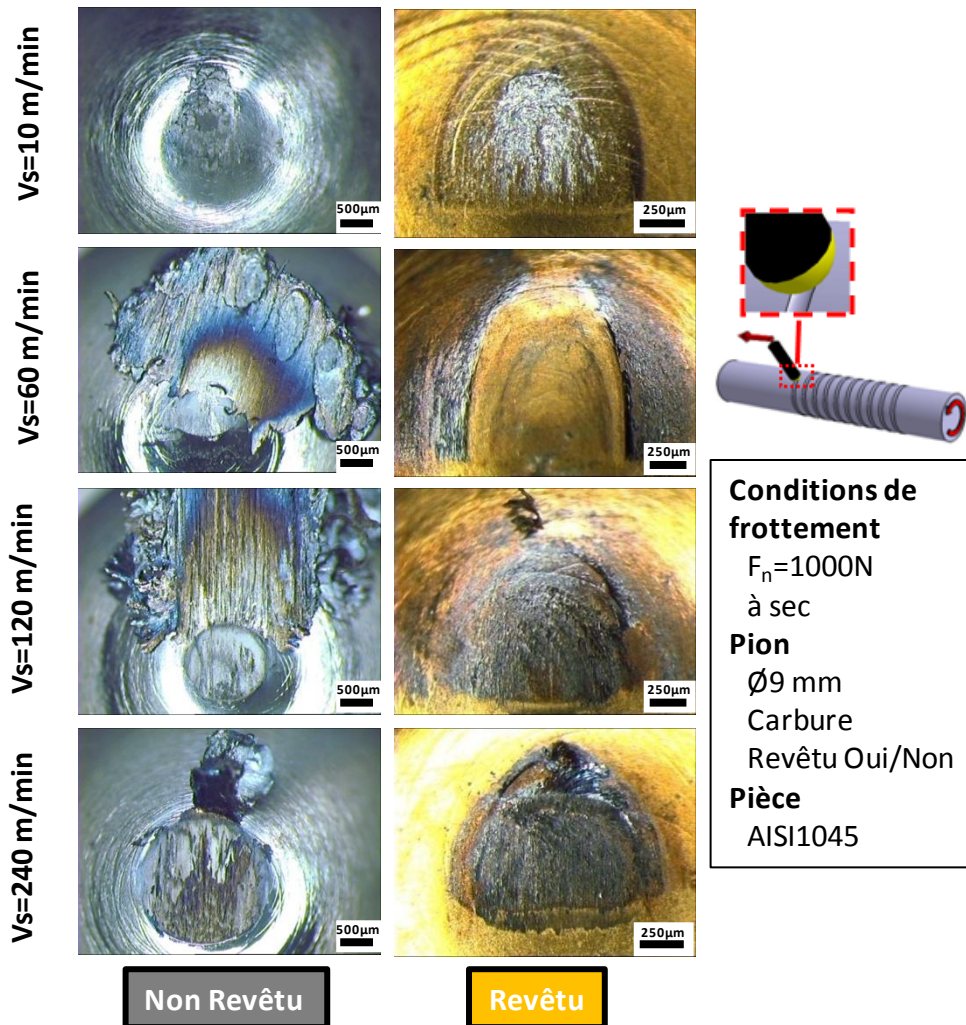 Vs=10 m/min
500µm
250µm
Vs=60 m/min
500µm
250µm
Vs=120 m/min
500µm
250µm
Vs=240 m/min
500µm
250µm
Non Revêtu
Revêtu
Conditions de
frottement
Fn=1000N
à sec
Pion
Ø9 mm
Carbure
Revêtu Oui/Non
Pièce
AISI1045